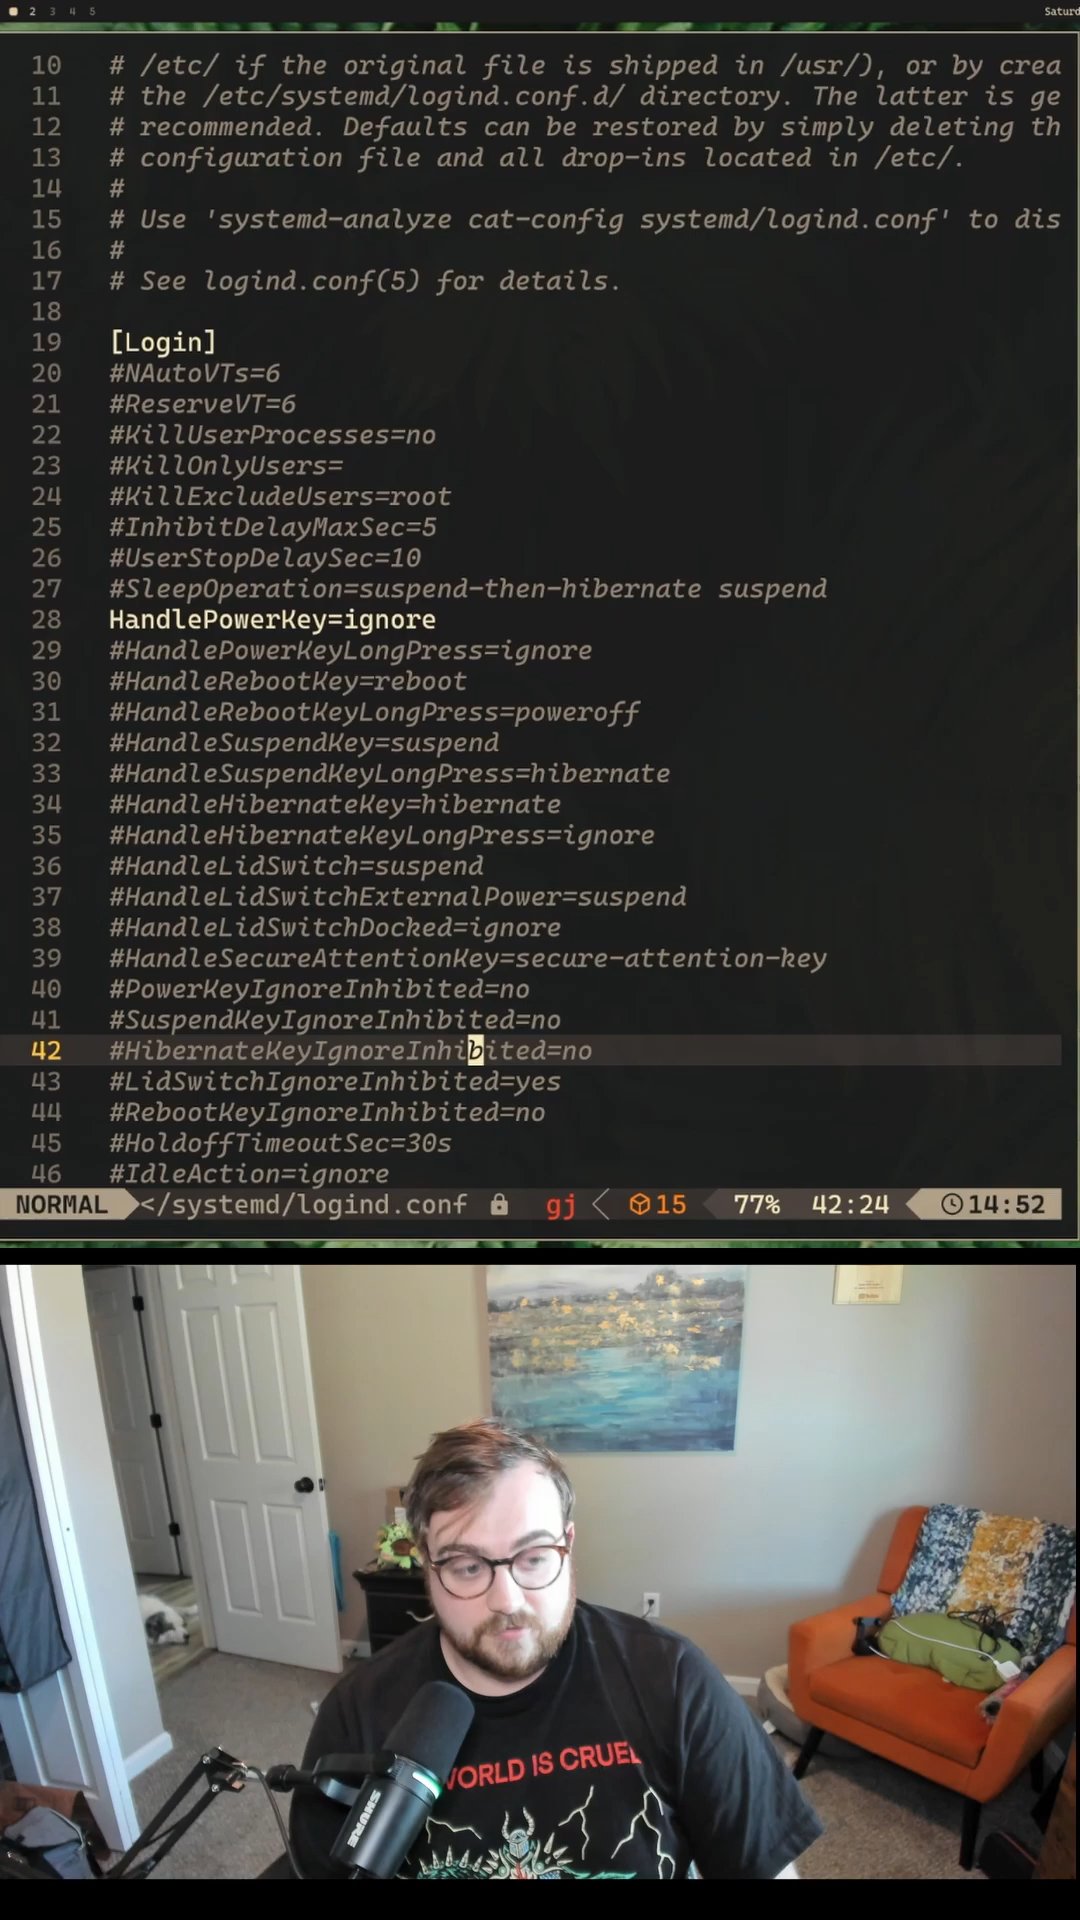 2 3 4 5
Saturd
10 # /etc/ if the original file is shipped in /usr/), or by crea
11 # the /etc/systemd/logind.conf.d/ directory. The latter is ge
12 # recommended. Defaults can be restored by simply deleting th
13 # configuration file and all drop-ins located in /etc/.
14 #
15 # Use 'systemd-analyze cat-config systemd/logind.conf' to dis
16 #
17 # See logind.conf(5) for details.
18
19 [Login]
20 #NAutoVTs=6
21 #ReserveVT=6
22 #KillUserProcesses=no
23 #KillOnlyUsers=
24 #KillExcludeUsers=root
25 #InhibitDelayMaxSec=5
26 #UserStopDelaySec=10
27 #SleepOperation=suspend-then-hibernate suspend
28 HandlePowerKey=ignore
29 #HandlePowerKeyLongPress=ignore
30 #HandleRebootKey=reboot
31 #HandleRebootKeyLongPress=poweroff
32 #HandleSuspendKey=suspend
33 #HandleSuspendKeyLongPress=hibernate
34 #HandleHibernateKey=hibernate
35 #HandleHibernateKeyLongPress=ignore
36 #HandleLidSwitch=suspend
37 #HandleLidSwitchExternalPower=suspend
38 #HandleLidSwitchDocked=ignore
39 #HandleSecureAttentionKey=secure-attention-key
40 #PowerKeyIgnoreInhibited=no
41 #SuspendKeyIgnoreInhibited=no
42 #HibernateKeyIgnoreInhibited=no
43 #LidSwitchIgnoreInhibited=yes
44 #RebootKeyIgnoreInhibited=no
45 #HoldoffTimeoutSec=30s
46 #IdleAction=ignore
NORMAL </systemd/logind.conf gj 15 77% 42:24 14:52
WORLD IS CRUEL
SHURE